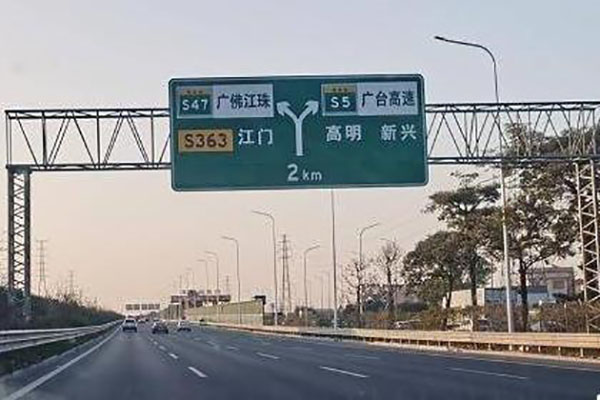 S47 广佛江珠
S5 广台高速
S363 江门
高明 新兴
2 km